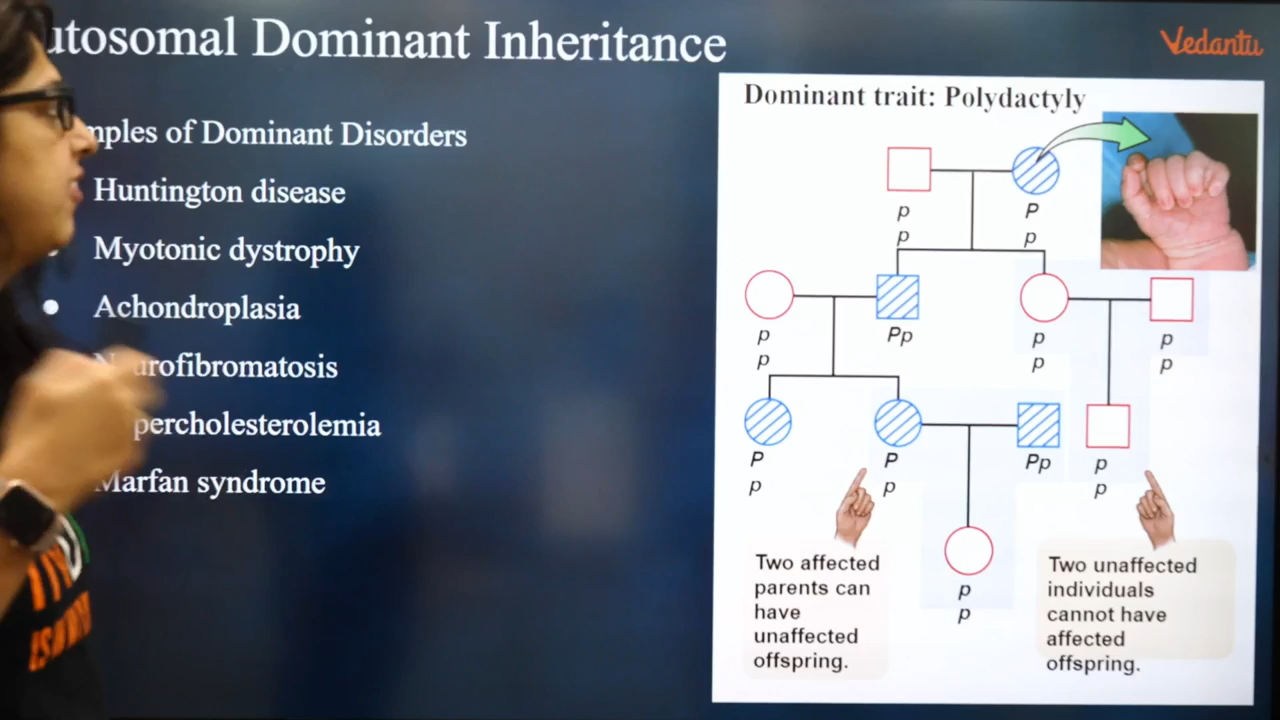 utosomal Dominant Inheritance
Vedantu
mples of Dominant Disorders
Huntington disease
Myotonic dystrophy
Achondroplasia
N urofibromatosis
percholesterolemia
Marfan syndrome
Dominant trait: Polydactyly
p P
p p
p Pp p p
p p p
P P Pp p
p p p
p
p
Two affected
parents can
have
unaffected
offspring.
Two unaffected
individuals
cannot have
affected
offspring.